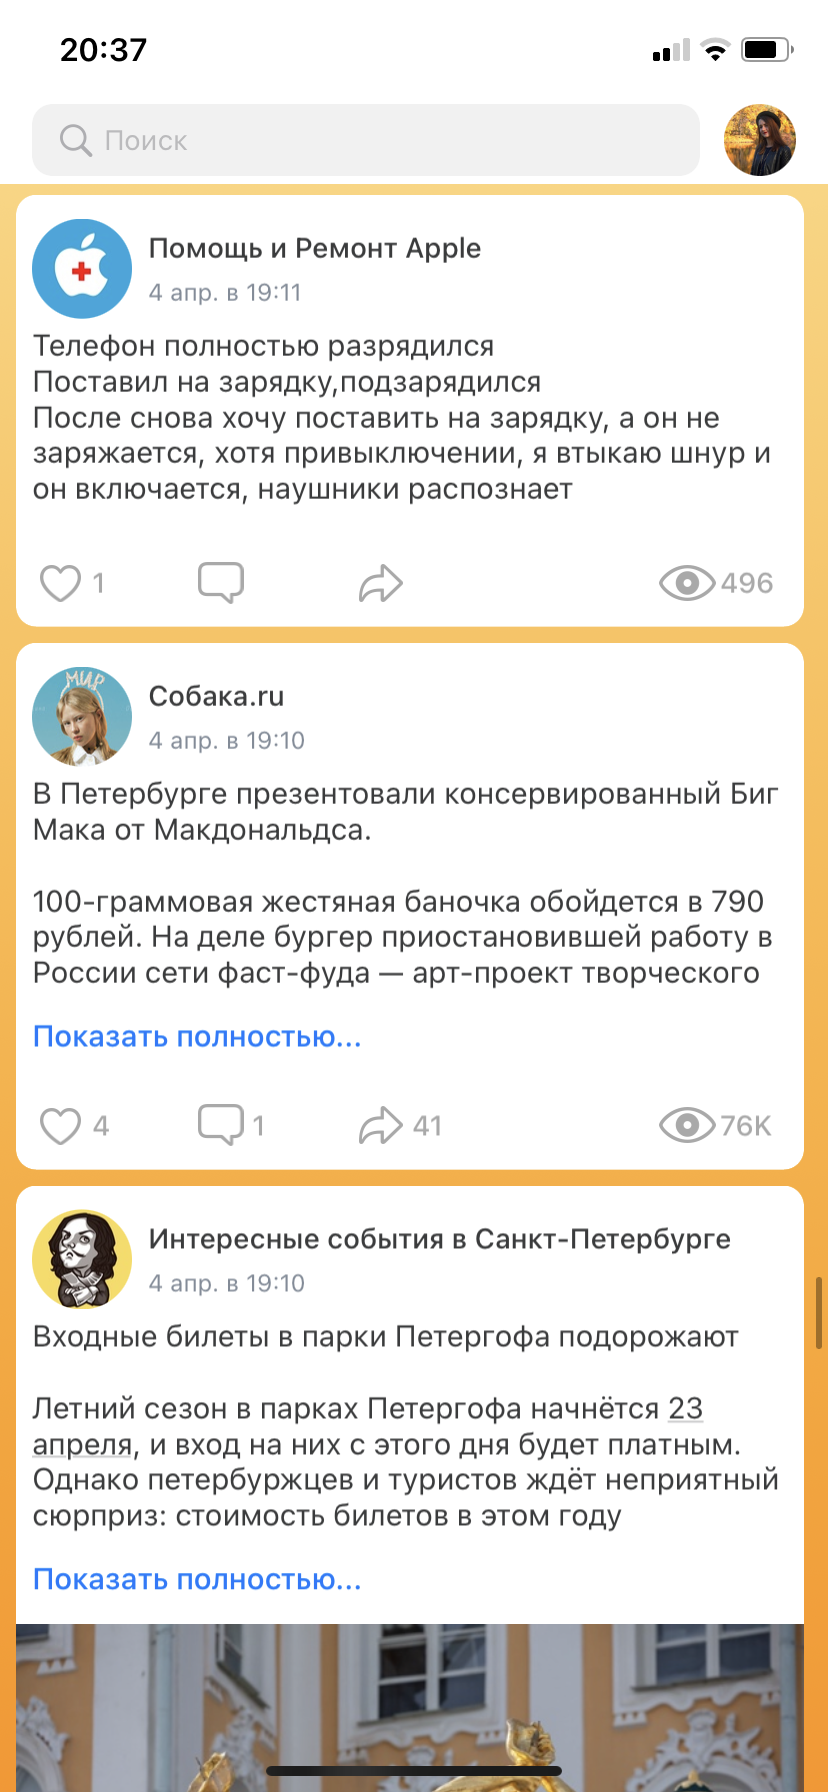 20:37
Поиск
Помощь и Ремонт Apple
4 апр. в 19:11
Телефон полностью разрядился
Поставил на зарядку,подзарядился
После снова хочу поставить на зарядку, а он не
заряжается, хотя привыключении, я втыкаю шнур и
он включается, наушники распознает
1
496
МИР
Собака.ru
4 апр. в 19:10
В Петербурге презентовали консервированный Биг
Мака от Макдональдса.
100-граммовая жестяная баночка обойдется в 790
рублей. На деле бургер приостановившей работу в
России сети фаст-фуда — арт-проект творческого
Показать полностью...
4
1
41
76K
Интересные события в Санкт-Петербурге
4 апр. в 19:10
Входные билеты в парки Петергофа подорожают
Летний сезон в парках Петергофа начнётся 23
апреля, и вход на них с этого дня будет платным.
Однако петербуржцев и туристов ждёт неприятный
сюрприз: стоимость билетов в этом году
Показать полностью...